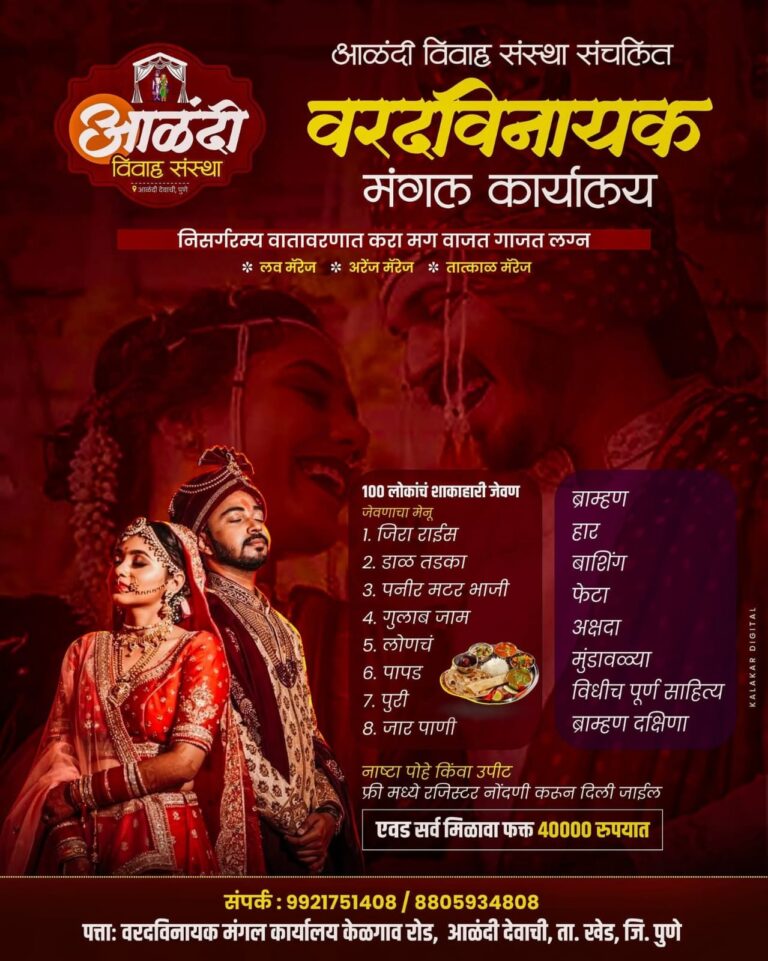 आळंदी
विवाह संस्था
आळंदी देवाची, पुणे
आळंदी विवाह संस्था संचलित
वरदविनायक
मंगल कार्यालय
निसर्गरम्य वातावरणात करा मग वाजत गाजत लग्न
❇ लव मॅरेज ❇ अरेंज मॅरेज ❇ तात्काळ मॅरेज
100 लोकांचं शाकाहारी जेवण
जेवणाचा मेनू
1. जिरा राईस
2. डाळ तडका
3. पनीर मटर भाजी
4. गुलाब जाम
5. लोणचं
6. पापड
7. पुरी
8. जार पाणी
ब्राम्हण
हार
बाशिंग
फेटा
अक्षदा
मुंडावळ्या
विधीच पूर्ण साहित्य
ब्राम्हण दक्षिणा
KALAKAR DIGITAL
नाष्टा पोहे किंवा उपीट
फ्री मध्ये रजिस्टर नोंदणी करून दिली जाईल
एवड सर्व मिळावा फक्त 40000 रुपयात
संपर्क : 9921751408 / 8805934808
पत्ताः वरदविनायक मंगल कार्यालय केळगाव रोड, आळंदी देवाची, ता. खेड, जि. पुणे